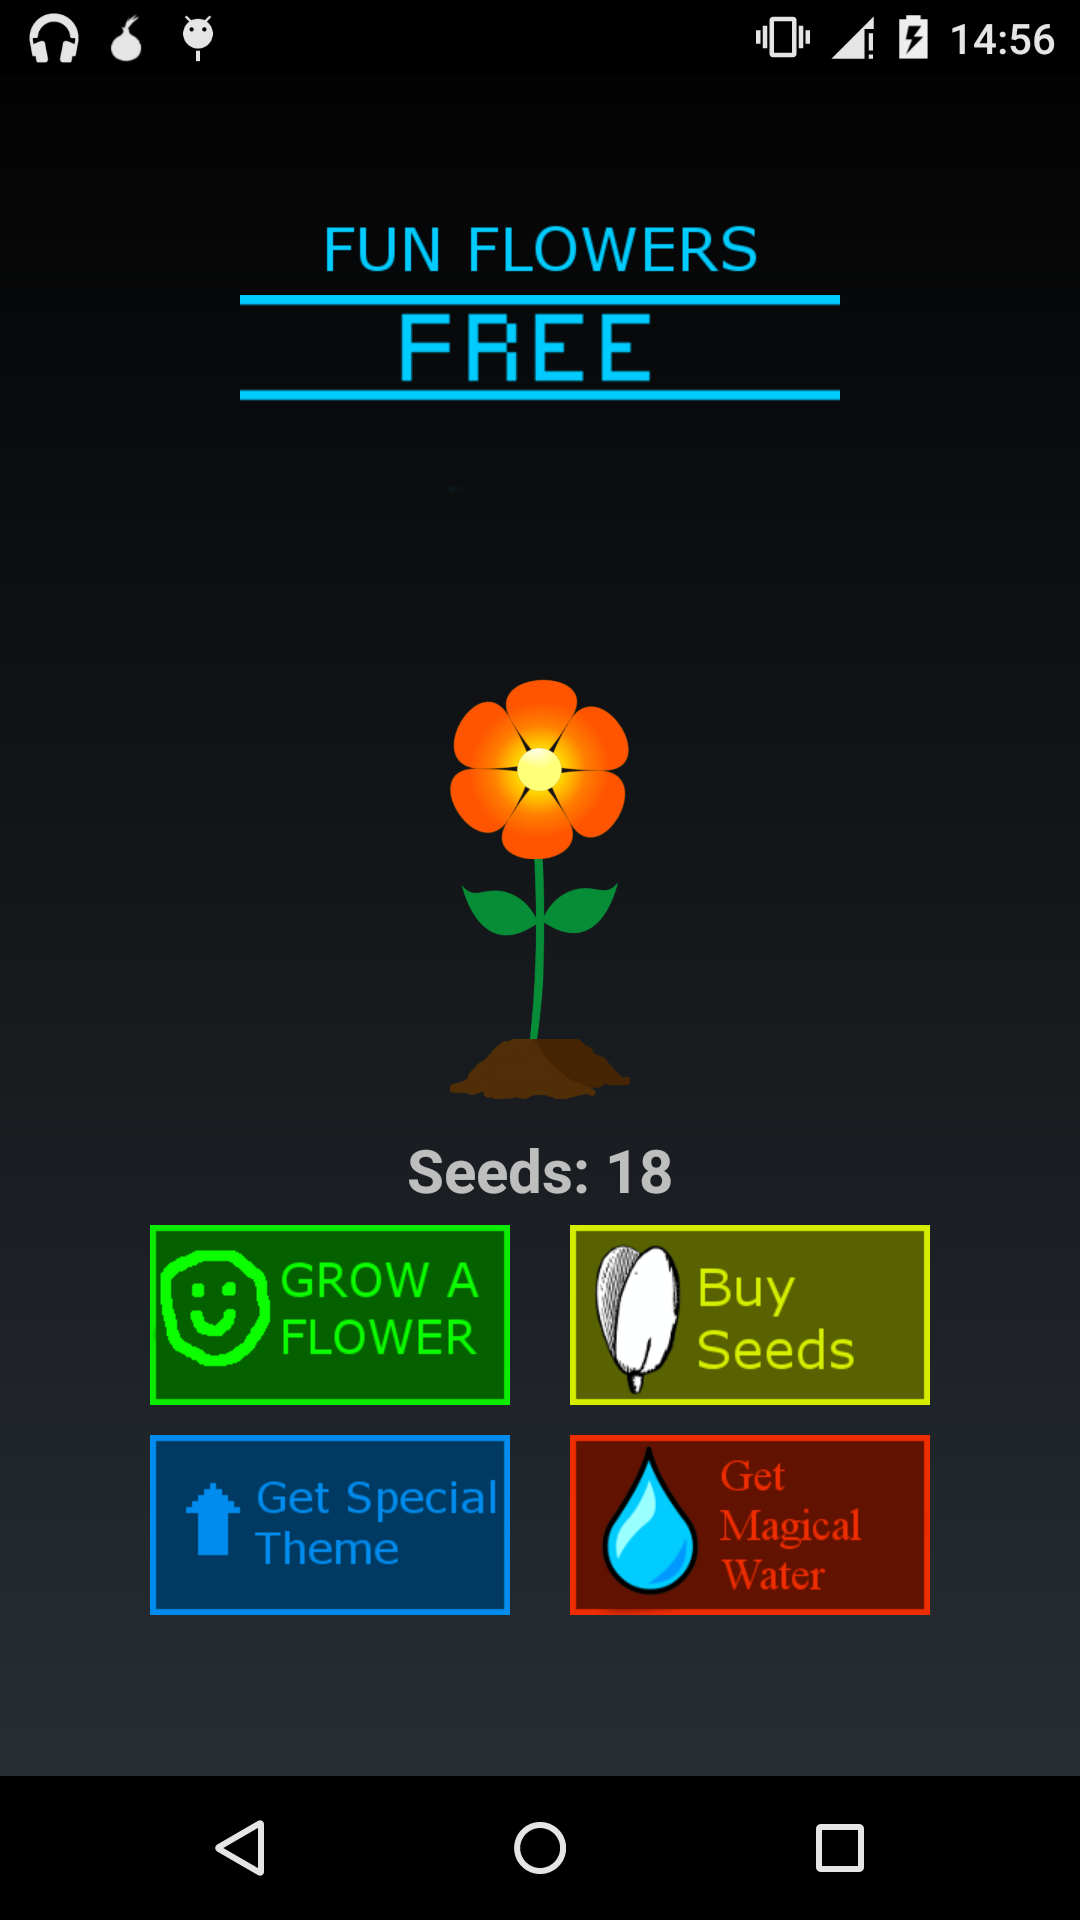 14:56
FUN FLOWERS
FREE
Seeds: 18
GROW A
FLOWER
Buy
Seeds
Get Special
Theme
Get
Magical
Water